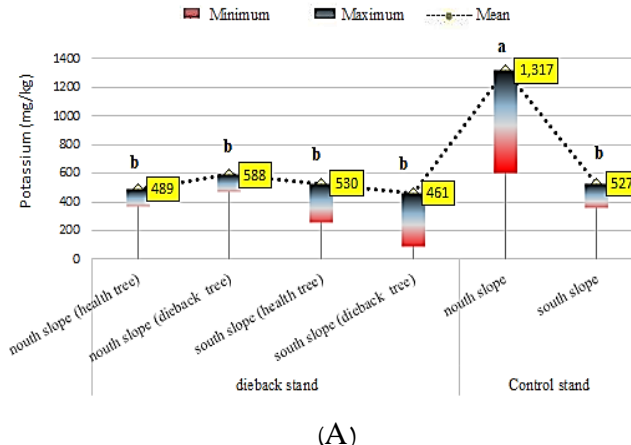 Minimum Maximum Mean
Potassium (mg/kg)
1400
1200
1000
800
600
400
200
0
b
489
b
588
b
530
b
461
a
1,317
b
527
nouth slope (health tree)
nouth slope (dieback tree)
south slope (health tree)
south slope (dieback tree)
nouth slope
south slope
dieback stand
Control stand
(A)